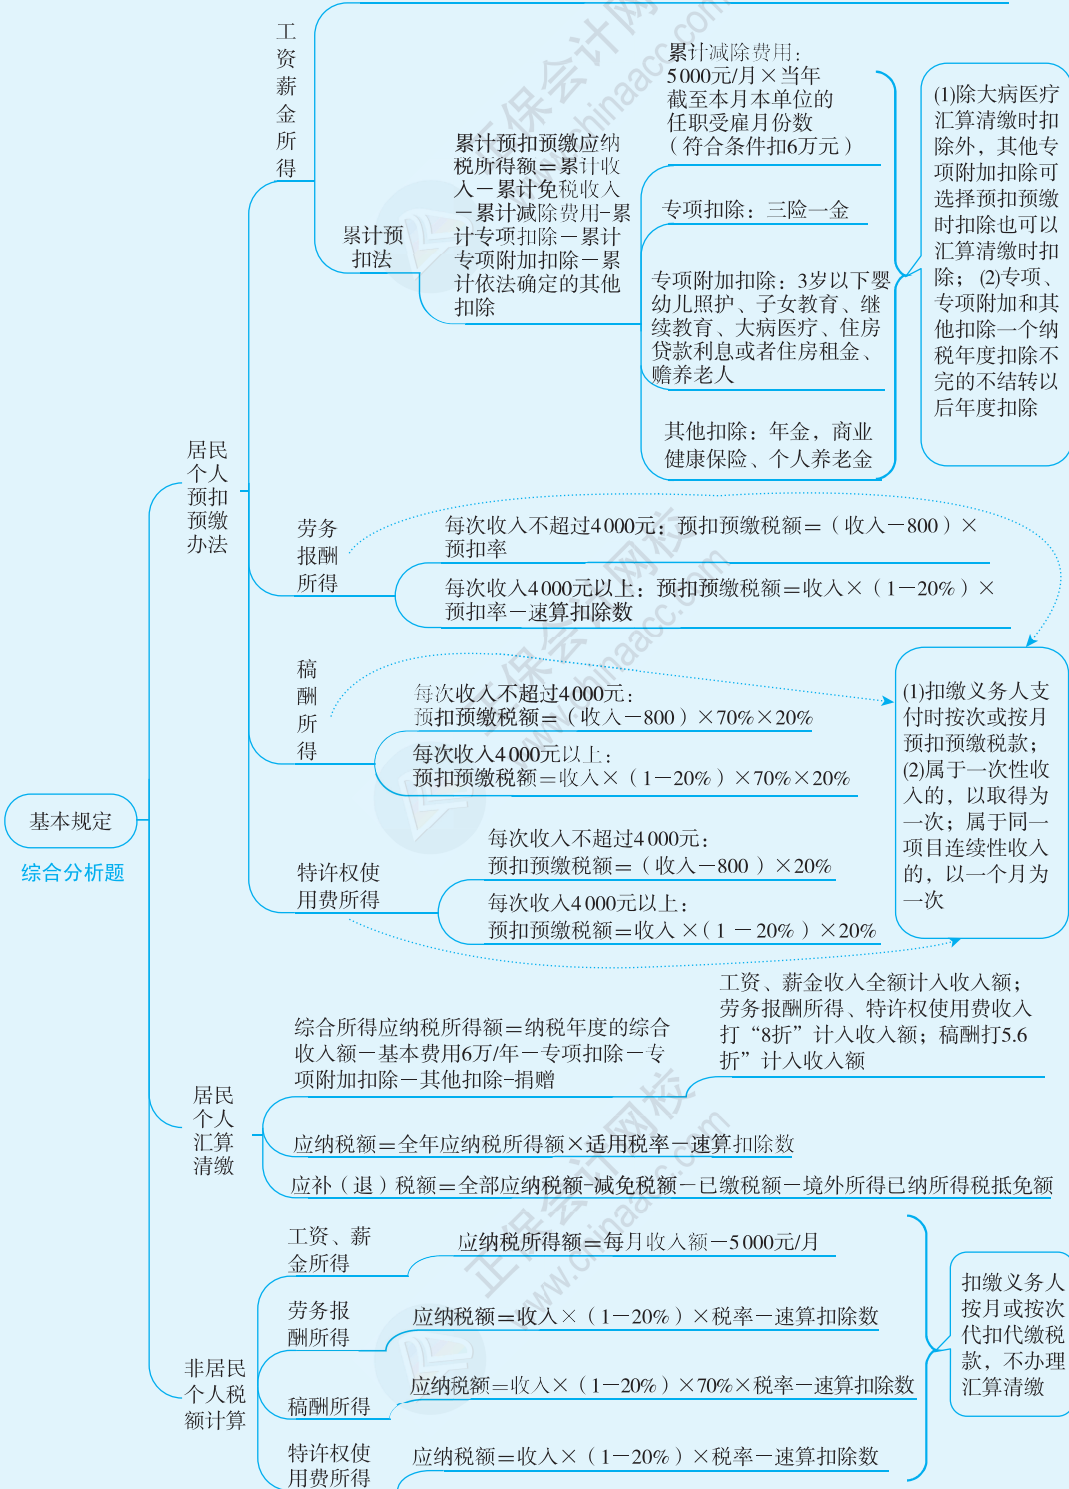 基本规定
综合分析题
居民
个人
预扣
预缴
办法
工
资
薪
金
所
得
累计预
扣法
累计预扣预缴应纳
税所得额＝累计收
入－累计免税收入
－累计减除费用-累
计专项扣除－累计
专项附加扣除－累
计依法确定的其他
扣除
累计减除费用：
5000元/月×当年
截至本月本单位的
任职受雇月份数
（符合条件扣6万元）
专项扣除：三险一金
专项附加扣除：3岁以下婴
幼儿照护、子女教育、继
续教育、大病医疗、住房
贷款利息或者住房租金、
赡养老人
其他扣除：年金，商业
健康保险、个人养老金
(1)除大病医疗
汇算清缴时扣
除外，其他专
项附加扣除可
选择预扣预缴
时扣除也可以
汇算清缴时扣
除；(2)专项、
专项附加和其
他扣除一个纳
税年度扣除不
完的不结转以
后年度扣除
劳务
报酬
所得
每次收入不超过4000元：预扣预缴税额＝（收入－800）×
预扣率
每次收入4000元以上：预扣预缴税额＝收入×（1－20%）×
预扣率－速算扣除数
稿
酬
所
得
每次收入不超过4000元：
预扣预缴税额＝（收入－800）×70%×20%
每次收入4000元以上：
预扣预缴税额＝收入×（1－20%）×70%×20%
特许权使
用费所得
每次收入不超过4000元：
预扣预缴税额＝（收入－800）×20%
每次收入4000元以上：
预扣预缴税额＝收入×（1－20%）×20%
(1)扣缴义务人支
付时按次或按月
预扣预缴税款；
(2)属于一次性收
入的，以取得为
一次；属于同一
项目连续性收入
的，以一个月为
一次
居民
个人
汇算
清缴
综合所得应纳税所得额＝纳税年度的综合
收入额－基本费用6万/年－专项扣除－专
项附加扣除－其他扣除-捐赠
工资、薪金收入全额计入收入额；
劳务报酬所得、特许权使用费收入
打“8折”计入收入额；稿酬打5.6
折”计入收入额
应纳税额＝全年应纳税所得额×适用税率－速算扣除数
应补（退）税额＝全部应纳税额-减免税额－已缴税额－境外所得已纳所得税抵免额
非居民
个人税
额计算
工资、薪
金所得
应纳税所得额＝每月收入额－5000元/月
劳务报
酬所得
应纳税额＝收入×（1－20%）×税率－速算扣除数
稿酬所得
应纳税额＝收入×（1－20%）×70%×税率－速算扣除数
特许权使
用费所得
应纳税额＝收入×（1－20%）×税率－速算扣除数
扣缴义务人
按月或按次
代扣代缴税
款，不办理
汇算清缴
正保会计网校
www.chinaacc.com
正保会计网校
www.chinaacc.com
正保会计网校
www.chinaacc.com